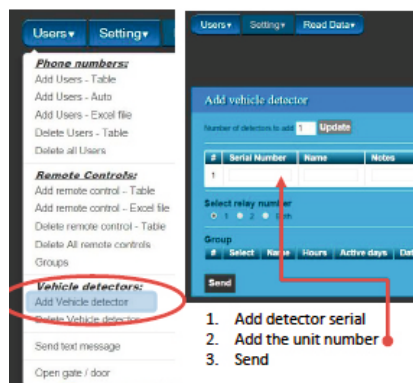 Users▾ Setting▾
Phone numbers:
Add Users - Table
Add Users - Auto
Add Users - Excel file
Delete Users - Table
Delete all Users
Remote Controls:
Add remote control - Table
Add remote control - Excel file
Delete remote control - Table
Delete All remote controls
Groups
Vehicle detectors:
Add Vehicle detector
Delete Vehicle detector
Send text message
Open gate / door
Users▾ Setting▾ Read Data▾
Add vehicle detector
Number of detectors to add 1 Update
# Serial Number Name Notes
1
Select relay number
1 2 Both
Group
# Select Name Hours Active days Dat
Send
1. Add detector serial
2. Add the unit number
3. Send